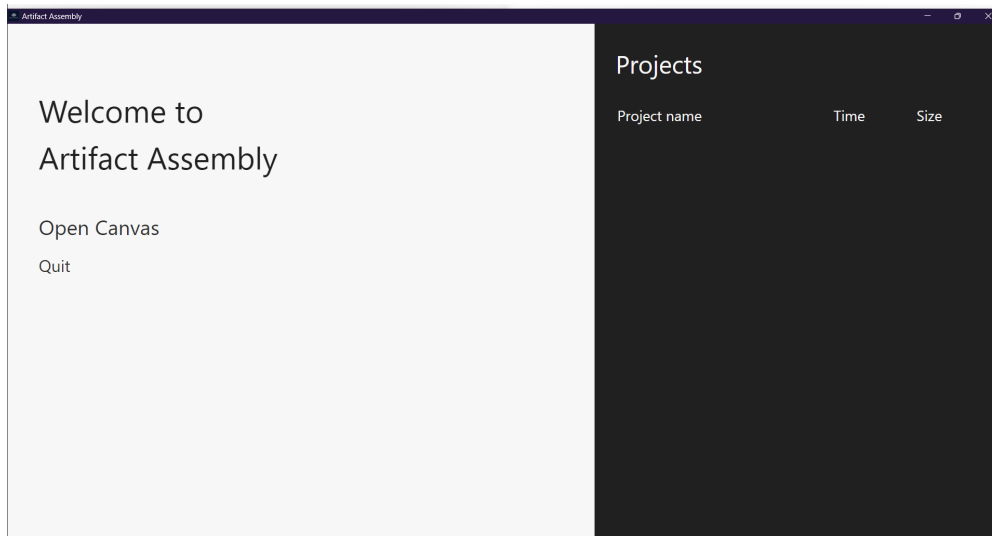 Artifact Assembly
Welcome to
Artifact Assembly
Open Canvas
Quit
Projects
Project name Time Size